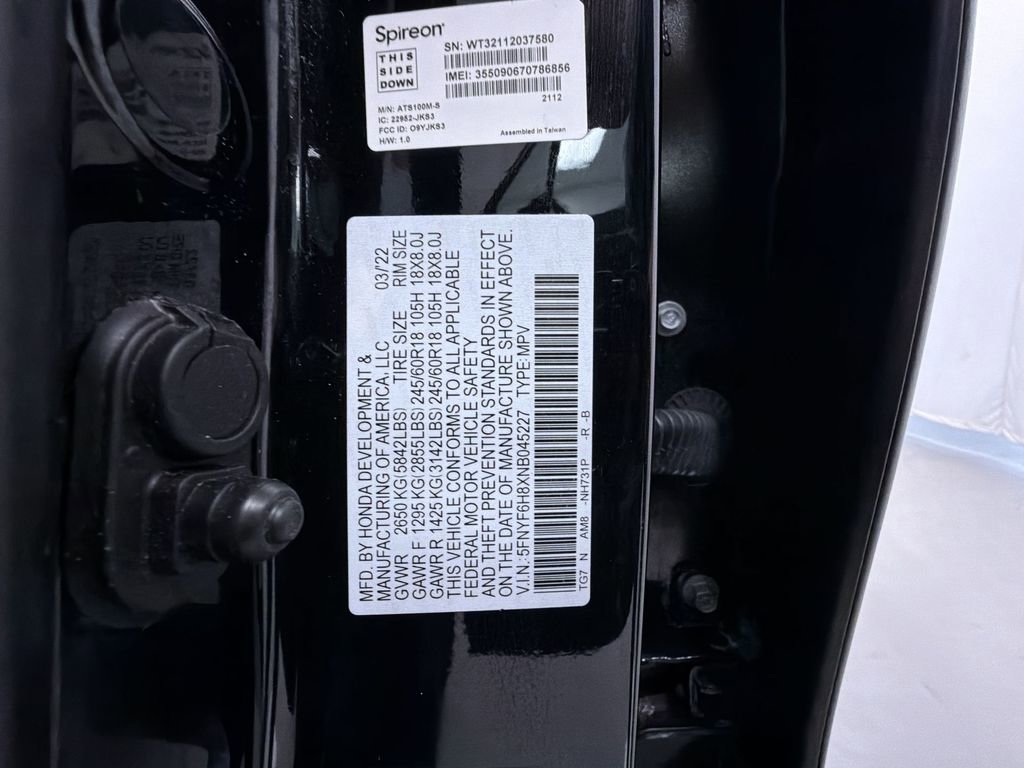 Spireon
THIS
SIDE
DOWN
SN: WT32112037580
IMEI: 355090670786856
2112
M/N: ATS100M-S
IC: 22952-JKS3
FCC ID: O9YJKS3
H/W: 1.0
Assembled in Taiwan
MFD. BY HONDA DEVELOPMENT &
MANUFACTURING OF AMERICA, LLC 03/'22
GVWR 2650 KG(5842LBS) TIRE SIZE RIM SIZE
GAWR F 1295 KG(2855LBS) 245/60R18 105H 18X8.0J
GAWR R 1425 KG(3142LBS) 245/60R18 105H 18X8.0J
THIS VEHICLE CONFORMS TO ALL APPLICABLE
FEDERAL MOTOR VEHICLE SAFETY
AND THEFT PREVENTION STANDARDS IN EFFECT
ON THE DATE OF MANUFACTURE SHOWN ABOVE.
V.I.N.: 5FNYF6H8XNB045227 TYPE: MPV
TG7 N AM8 -NH731P -R -B